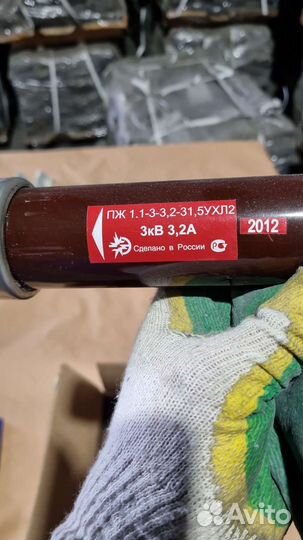 ПЖ 1.1-3-3,2-31,5УХЛ2
3кВ 3,2А
Сделано в России
2012
Avito